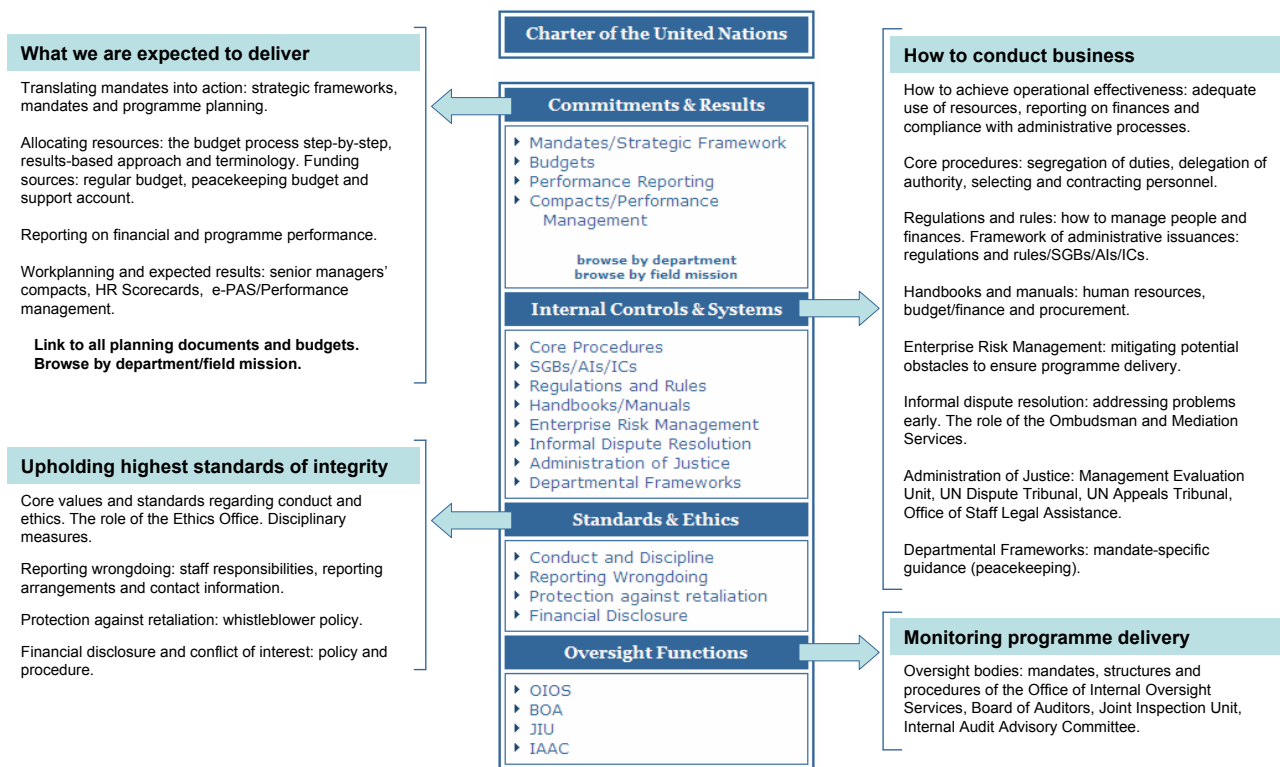 What we are expected to deliver
Translating mandates into action: strategic frameworks,
mandates and programme planning.
Allocating resources: the budget process step-by-step,
results-based approach and terminology. Funding
sources: regular budget, peacekeeping budget and
support account.
Reporting on financial and programme performance.
Workplanning and expected results: senior managers'
compacts, HR Scorecards,  e-PAS/Performance
management.
Link to all planning documents and budgets.
Browse by department/field mission.
Upholding highest standards of integrity
Core values and standards regarding conduct and
ethics. The role of the Ethics Office. Disciplinary
measures.
Reporting wrongdoing: staff responsibilities, reporting
arrangements and contact information.
Protection against retaliation: whistleblower policy.
Financial disclosure and conflict of interest: policy and
procedure.
Charter of the United Nations
Commitments & Results
Mandates/Strategic Framework
Budgets
Performance Reporting
Compacts/Performance
Management
browse by department
browse by field mission
Internal Controls & Systems
Core Procedures
SGBs/AIs/ICs
Regulations and Rules
Handbooks/Manuals
Enterprise Risk Management
Informal Dispute Resolution
Administration of Justice
Departmental Frameworks
Standards & Ethics
Conduct and Discipline
Reporting Wrongdoing
Protection against retaliation
Financial Disclosure
Oversight Functions
OIOS
BOA
JIU
IAAC
How to conduct business
How to achieve operational effectiveness: adequate
use of resources, reporting on finances and
compliance with administrative processes.
Core procedures: segregation of duties, delegation of
authority, selecting and contracting personnel.
Regulations and rules: how to manage people and
finances. Framework of administrative issuances:
regulations and rules/SGBs/AIs/ICs.
Handbooks and manuals: human resources,
budget/finance and procurement.
Enterprise Risk Management: mitigating potential
obstacles to ensure programme delivery.
Informal dispute resolution: addressing problems
early. The role of the Ombudsman and Mediation
Services.
Administration of Justice: Management Evaluation
Unit, UN Dispute Tribunal, UN Appeals Tribunal,
Office of Staff Legal Assistance.
Departmental Frameworks: mandate-specific
guidance (peacekeeping).
Monitoring programme delivery
Oversight bodies: mandates, structures and
procedures of the Office of Internal Oversight
Services, Board of Auditors, Joint Inspection Unit,
Internal Audit Advisory Committee.